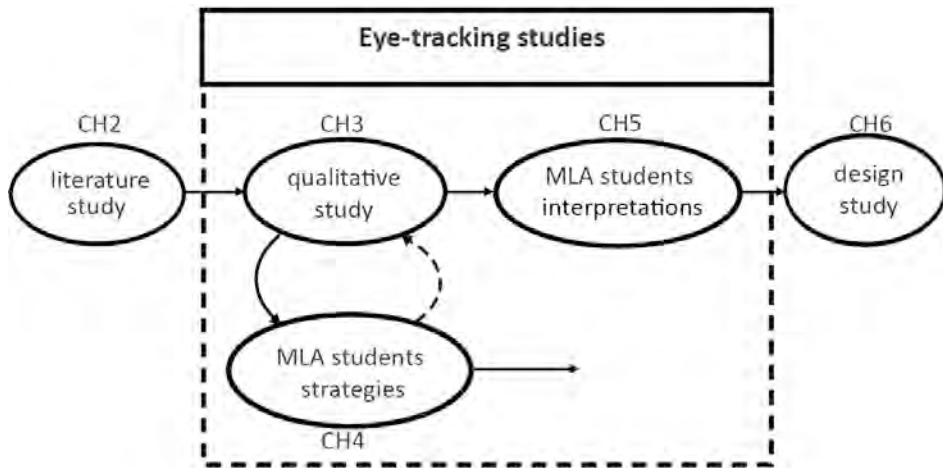 Eye-tracking studies
CH2
CH3
CH5
CH6
literature
study
qualitative
study
MLA students
interpretations
design
study
MLA students
strategies
CH4